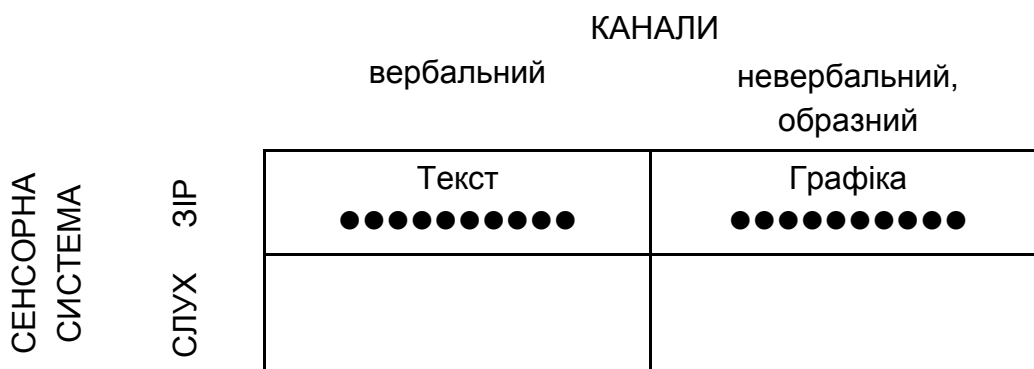 КАНАЛИ
вербальний
невербальний,
образний
СЕНСОРНА
СИСТЕМА
ЗІР
СЛУХ
Текст
●●●●●●●●●●
Графіка
●●●●●●●●●●